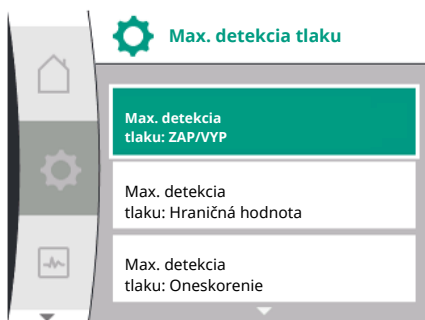 Max. detekcia tlaku
Max. detekcia
tlaku: ZAP/VYP
Max. detekcia
tlaku: Hraničná hodnota
Max. detekcia
tlaku: Oneskorenie